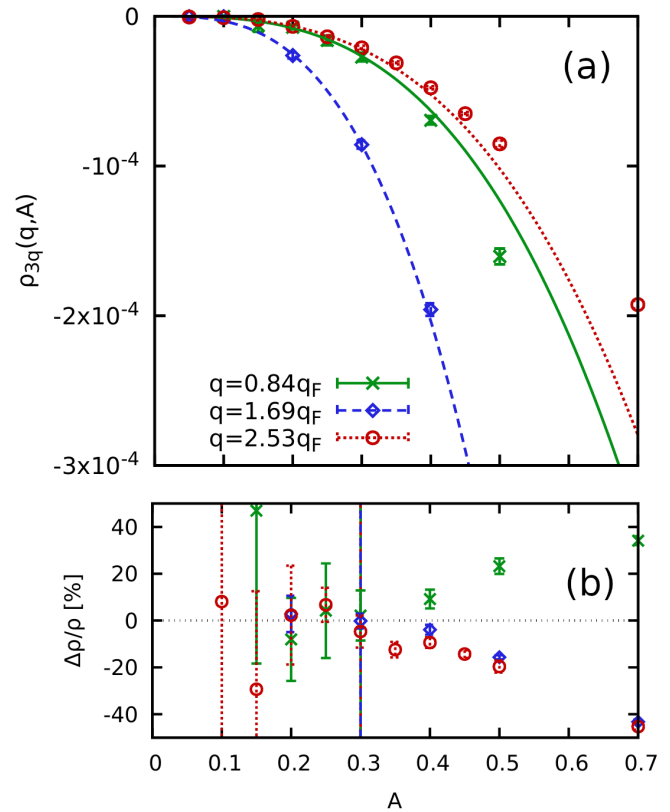 0
-10⁻⁴
-2x10⁻⁴
-3x10⁻⁴
ρ₃q(q,A)
(a)
q=0.84qF
q=1.69qF
q=2.53qF
40
20
0
-20
-40
Δρ/ρ [%]
(b)
0 0.1 0.2 0.3 0.4 0.5 0.6 0.7
A